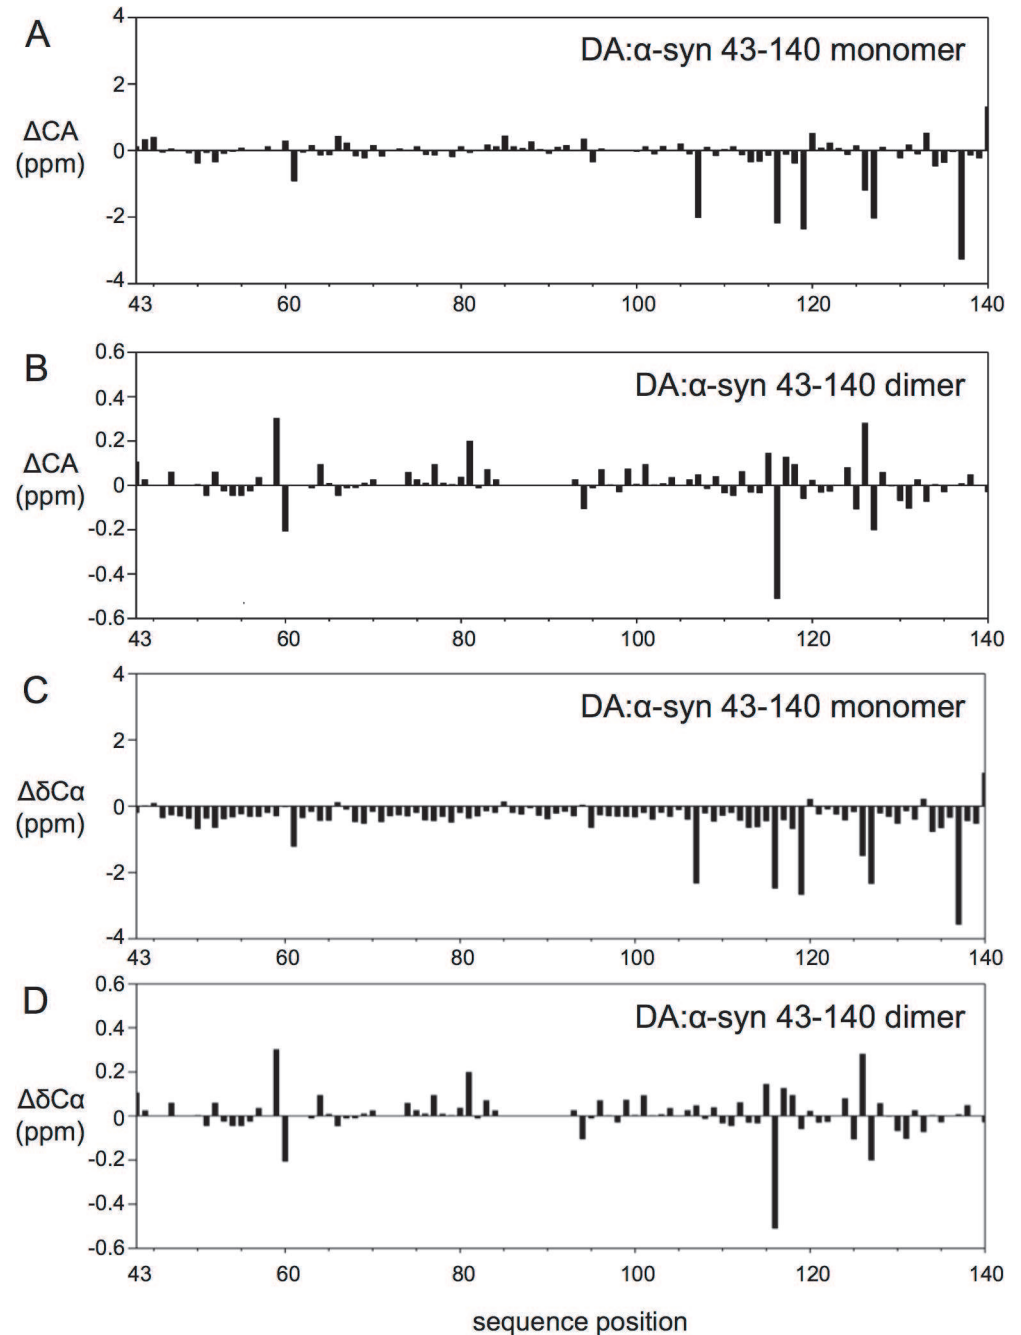 A
DA:α-syn 43-140 monomer
ΔCA
(ppm)
4
2
0
-2
-4
43 60 80 100 120 140
B
DA:α-syn 43-140 dimer
ΔCA
(ppm)
0.6
0.4
0.2
0
-0.2
-0.4
-0.6
43 60 80 100 120 140
C
DA:α-syn 43-140 monomer
ΔδCα
(ppm)
4
2
0
-2
-4
43 60 80 100 120 140
D
DA:α-syn 43-140 dimer
ΔδCα
(ppm)
0.6
0.4
0.2
0
-0.2
-0.4
-0.6
43 60 80 100 120 140
sequence position